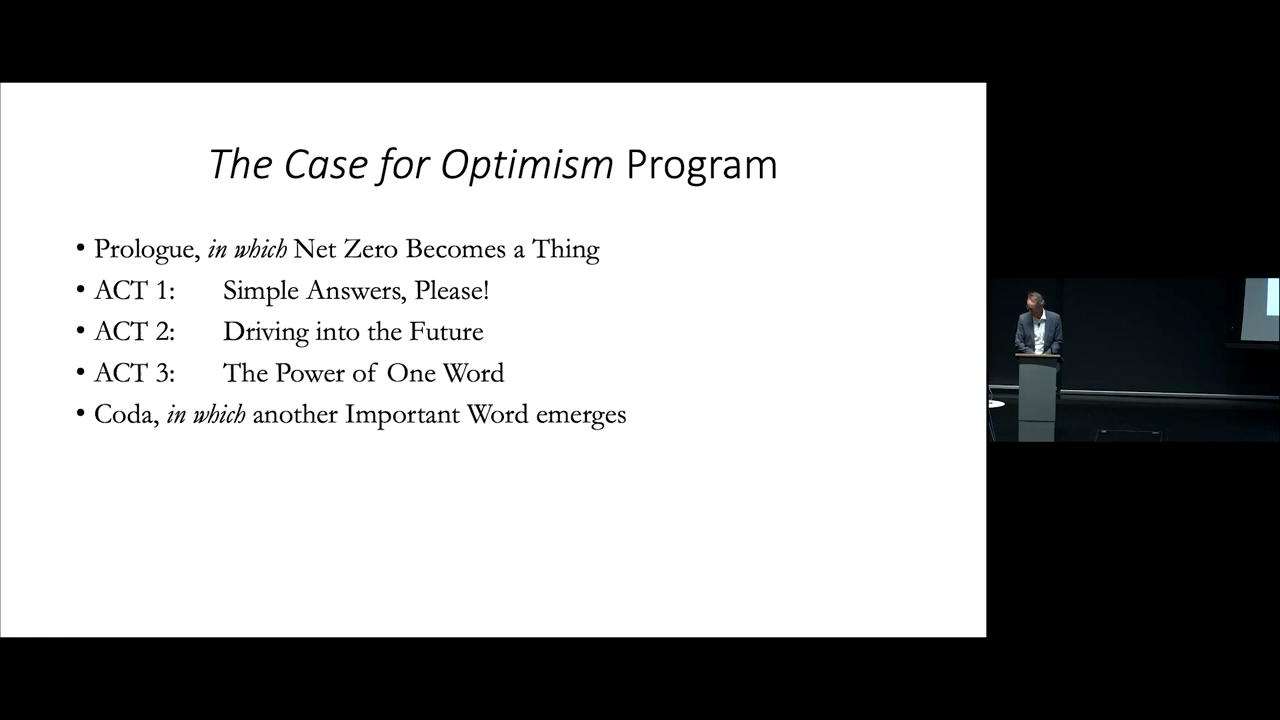 The Case for Optimism Program
• Prologue, in which Net Zero Becomes a Thing
• ACT 1: Simple Answers, Please!
• ACT 2: Driving into the Future
• ACT 3: The Power of One Word
• Coda, in which another Important Word emerges